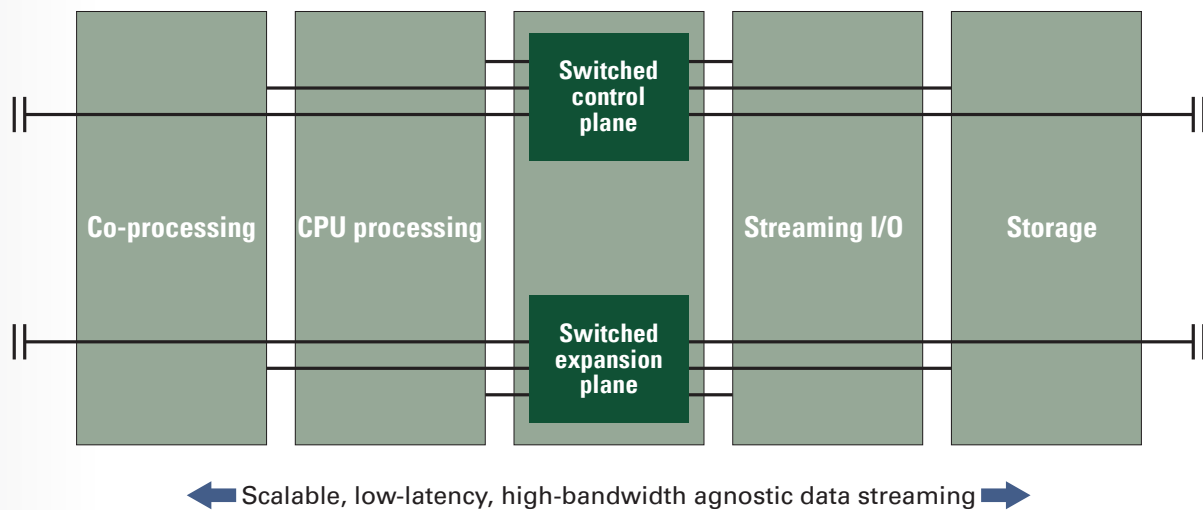 Switched
control
plane
Co-processing
CPU processing
Streaming I/O
Storage
Switched
expansion
plane
Scalable, low-latency, high-bandwidth agnostic data streaming